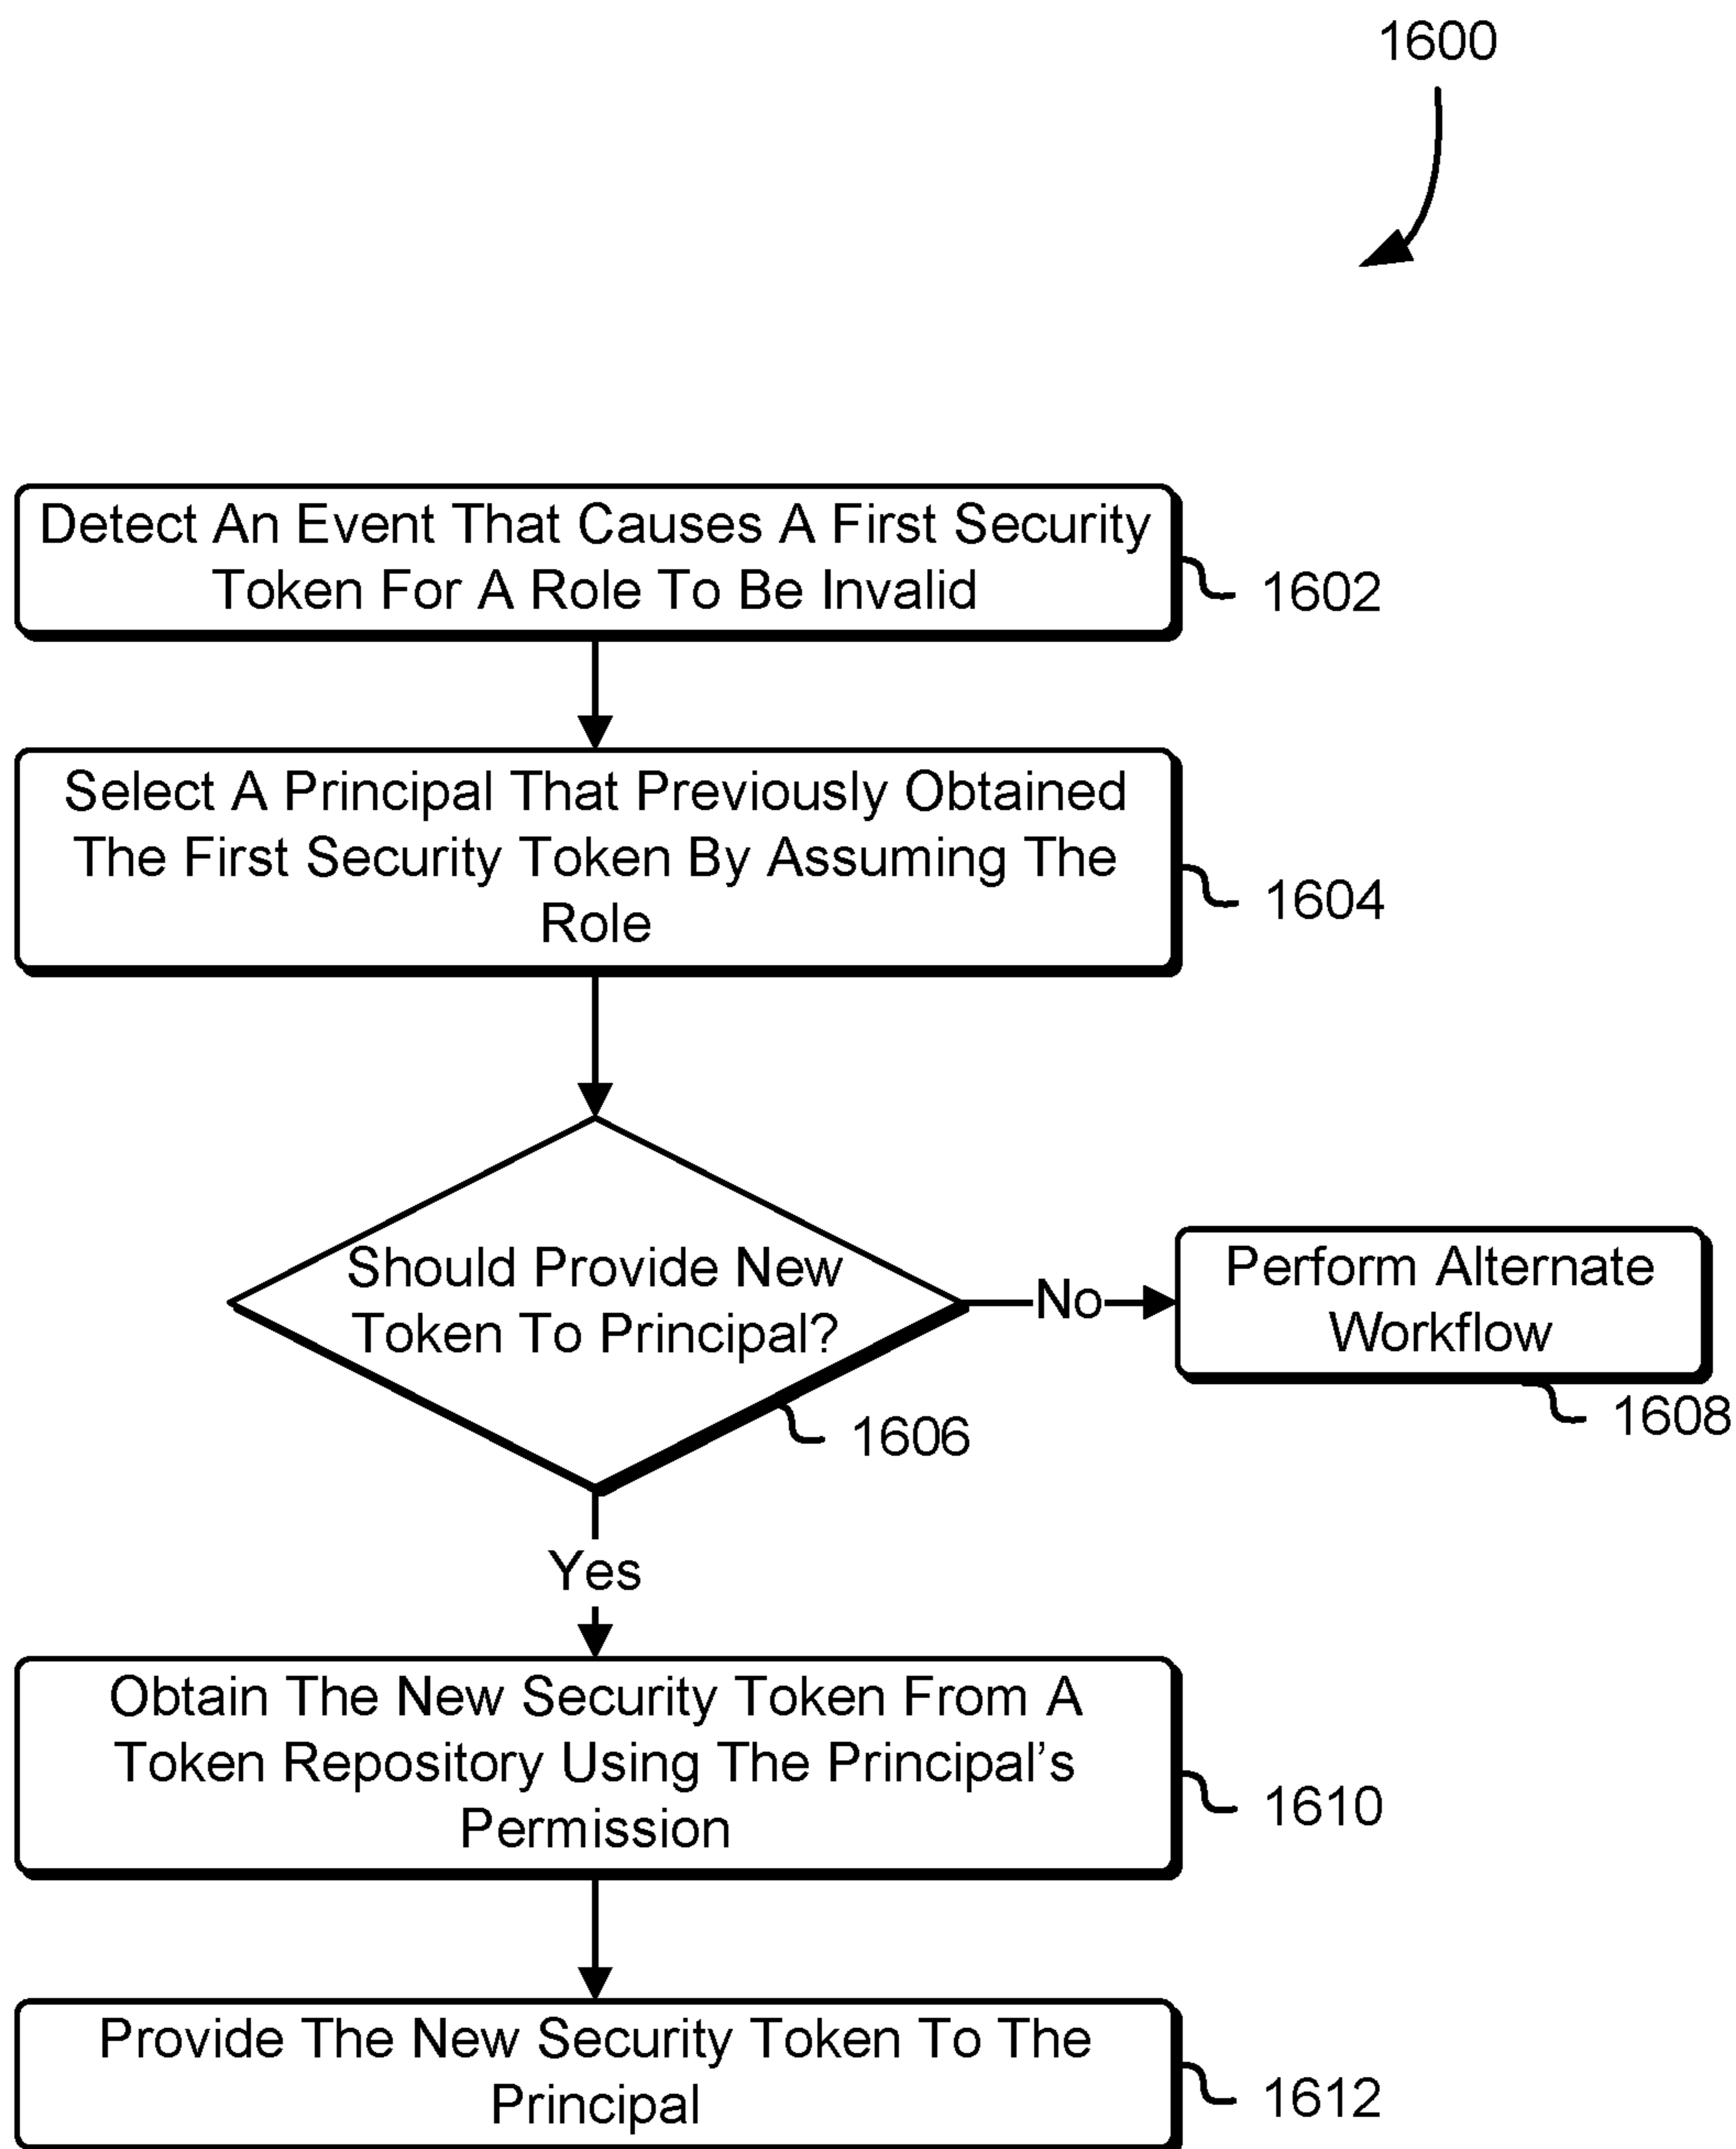 1600
Detect An Event That Causes A First Security
Token For A Role To Be Invalid
1602
Select A Principal That Previously Obtained
The First Security Token By Assuming The
Role
1604
Should Provide New
Token To Principal?
1606
No
Perform Alternate
Workflow
1608
Yes
Obtain The New Security Token From A
Token Repository Using The Principal's
Permission
1610
Provide The New Security Token To The
Principal
1612